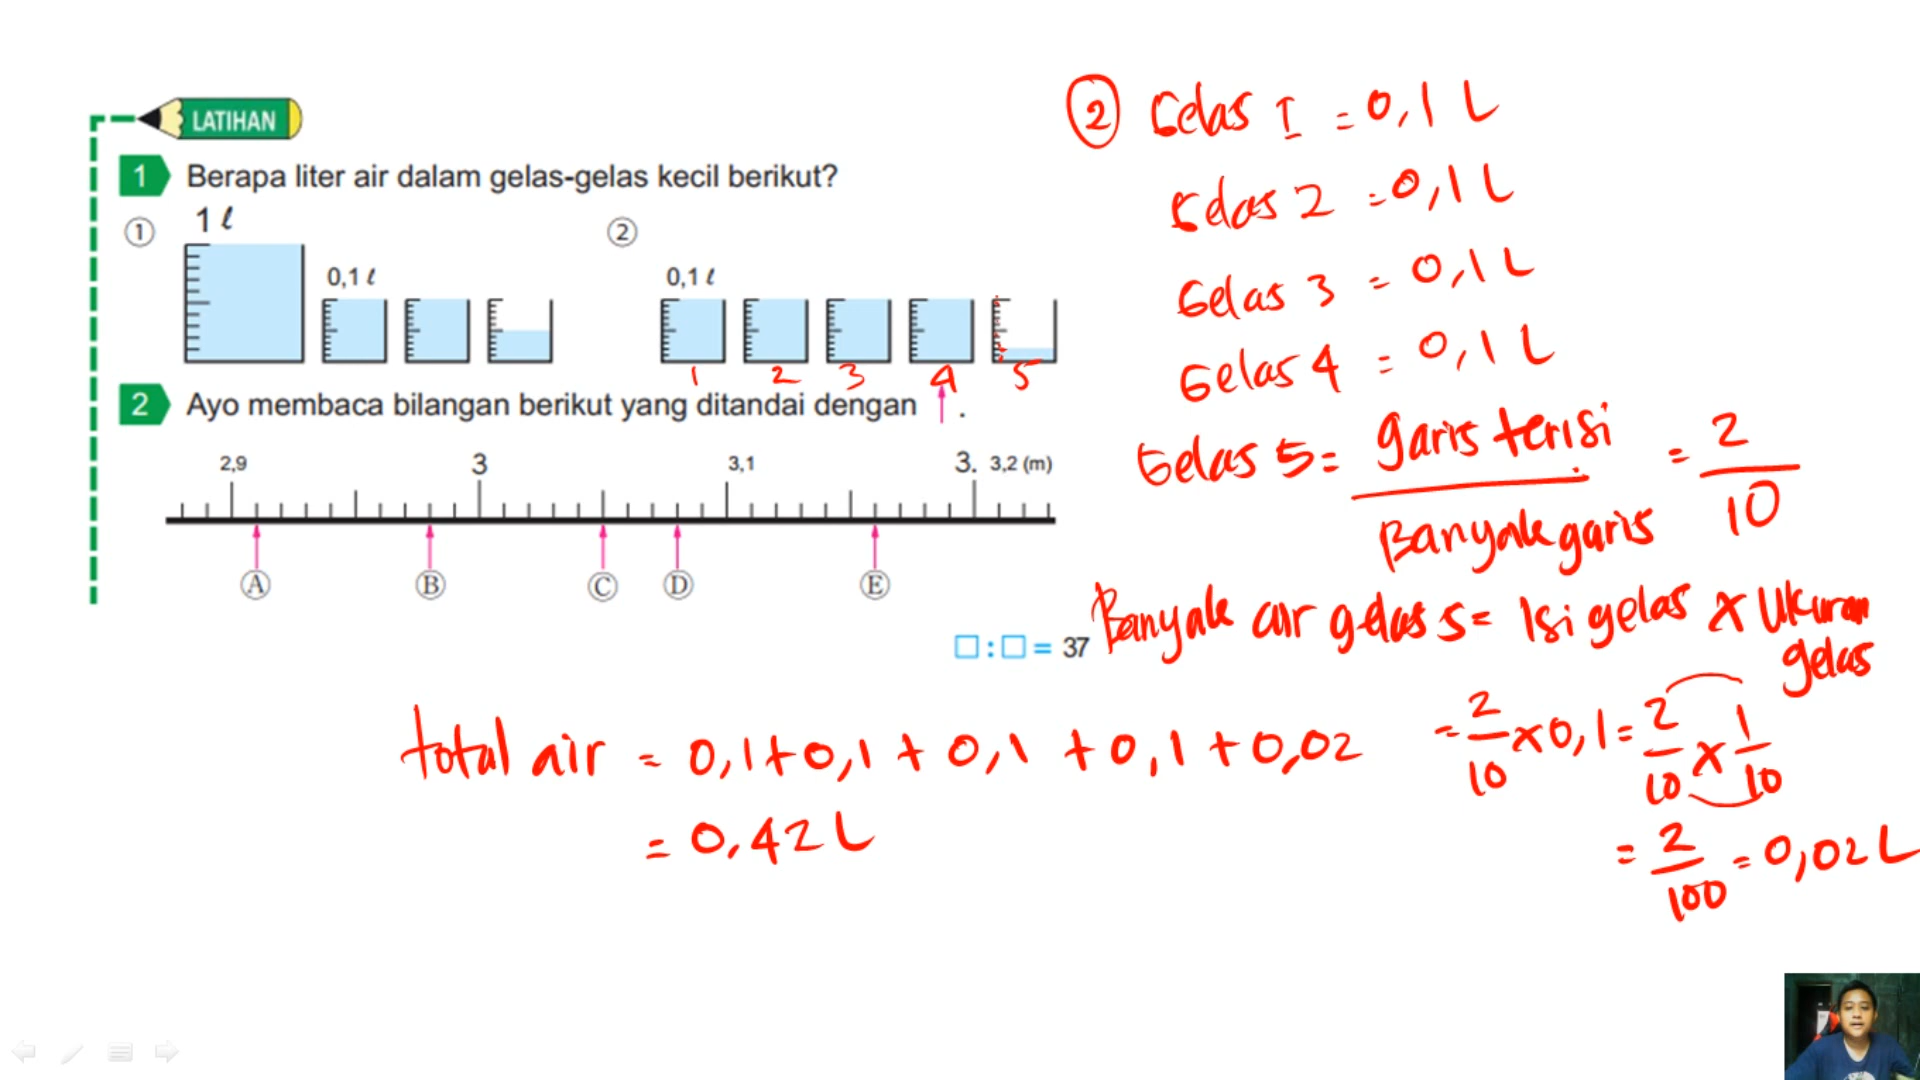 LATIHAN
1 Berapa liter air dalam gelas-gelas kecil berikut?
① 1 ℓ
0,1 ℓ
②
0,1 ℓ
1 2 3 4 5
2 Ayo membaca bilangan berikut yang ditandai dengan ↑ .
2,9 3 3,1 3. 3,2 (m)
Ⓐ Ⓑ Ⓒ Ⓓ Ⓔ
□ : □ = 37
② Gelas I = 0,1 L
Gelas 2 = 0,1 L
Gelas 3 = 0,1 L
Gelas 4 = 0,1 L
Gelas 5 = garis terisi / Banyak garis = 2/10
Banyak air gelas 5 = Isi gelas x Ukuran gelas
= 2/10 x 0,1 = 2/10 x 1/10
= 2/100 = 0,02 L
total air = 0,1 + 0,1 + 0,1 + 0,1 + 0,02
= 0,42 L